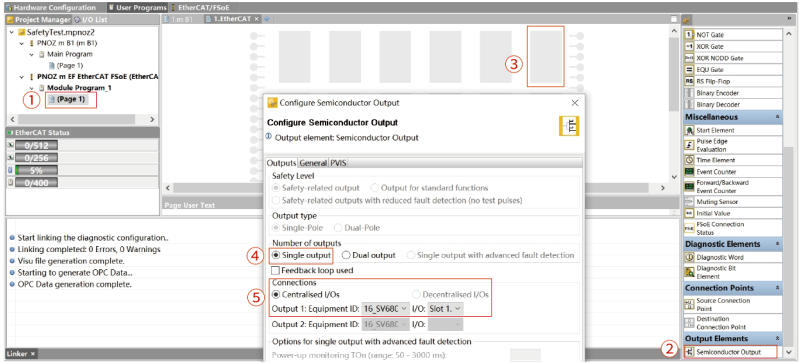 Hardware Configuration
User Programs
EtherCAT/FSoE
Project Manager
I/O List
1.m B1
1.EtherCAT
SafetyTest.mpnoz2
PNOZ m B1 (m B1)
Main Program
(Page 1)
PNOZ m EF EtherCAT FSoE (EtherCA
Module Program_1
① (Page 1)
EtherCAT Status
0/512
0/256
5%
0/400
③
Page User Text
Start linking the diagnostic configuration..
Linking completed: 0 Errors, 0 Warnings
Visu file generation complete.
Starting to generate OPC Data...
OPC Data generation complete.
Linker
Configure Semiconductor Output
Configure Semiconductor Output
Output element: Semiconductor Output
Outputs General PVIS
Safety Level
Safety-related output Output for standard functions
Safety-related outputs with reduced fault detection (no test pulses)
Output type
Single-Pole Dual-Pole
Number of outputs
④ Single output Dual output Single output with advanced fault detection
Feedback loop used
Connections
⑤ Centralised I/Os Decentralised I/Os
Output 1: Equipment ID: 16_SV68C I/O: Slot 1.
Output 2: Equipment ID: 16_SV68C I/O:
Options for single output with advanced fault detection
Power-up monitoring TOn (range: 50 - 3000 ms):
NOT Gate
XOR Gate
XOR NODD Gate
EQU Gate
RS Flip-Flop
Binary Encoder
Binary Decoder
Miscellaneous
Start Element
Pulse Edge
Evaluation
Time Element
Event Counter
Forward/Backward
Event Counter
Muting Sensor
Initial Value
FSoE Connection
Status
Diagnostic Elements
Diagnostic Word
Diagnostic Bit
Element
Connection Points
Source Connection
Point
Destination
Connection Point
Output Elements
② Semiconductor Output